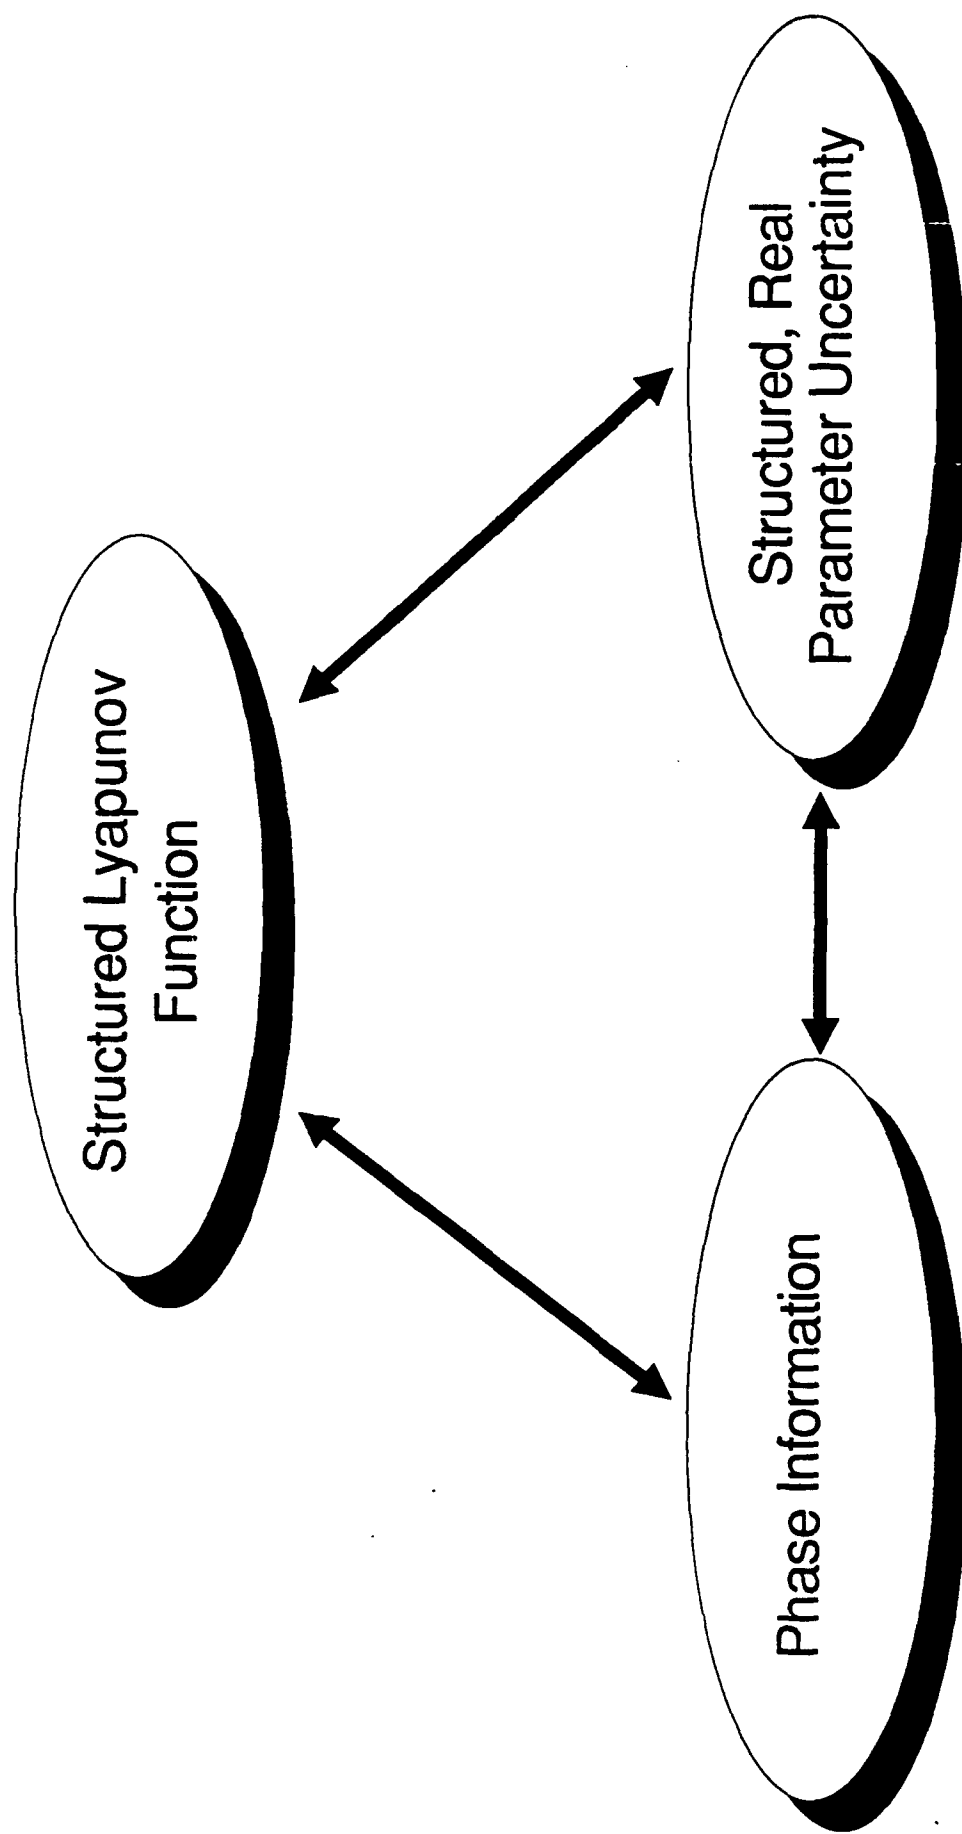 Structured Lyapunov
Function
Phase Information
Structured, Real
Parameter Uncertainty